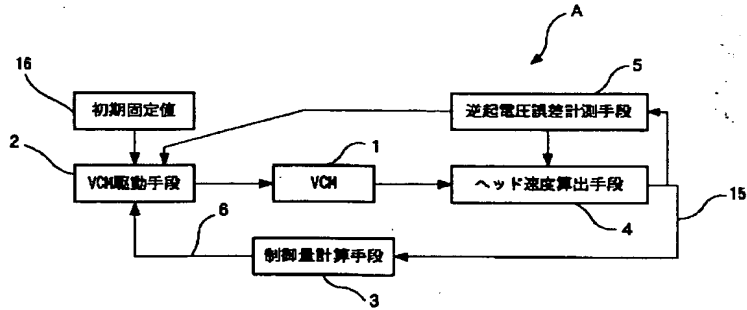 A
16
5
初期固定値
逆起電圧誤差計測手段
2
1
VCM駆動手段
VCM
ヘッド速度算出手段
15
6
4
制御量計算手段
3